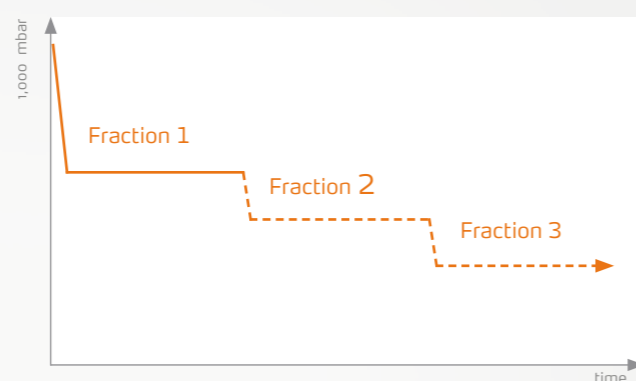 1,000 mbar
Fraction 1
Fraction 2
Fraction 3
time